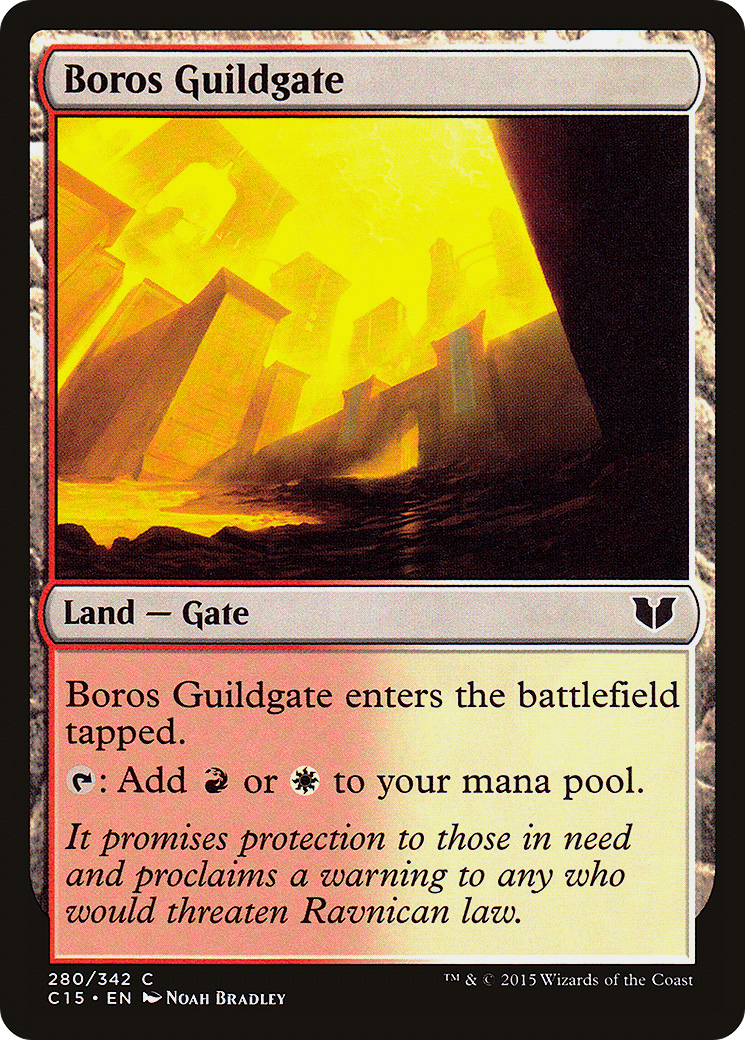 Boros Guildgate
Land — Gate
Boros Guildgate enters the battlefield
tapped.
: Add or to your mana pool.
It promises protection to those in need
and proclaims a warning to any who
would threaten Ravnican law.
280/342 C
™ & © 2015 Wizards of the Coast
C15 • EN Noah Bradley